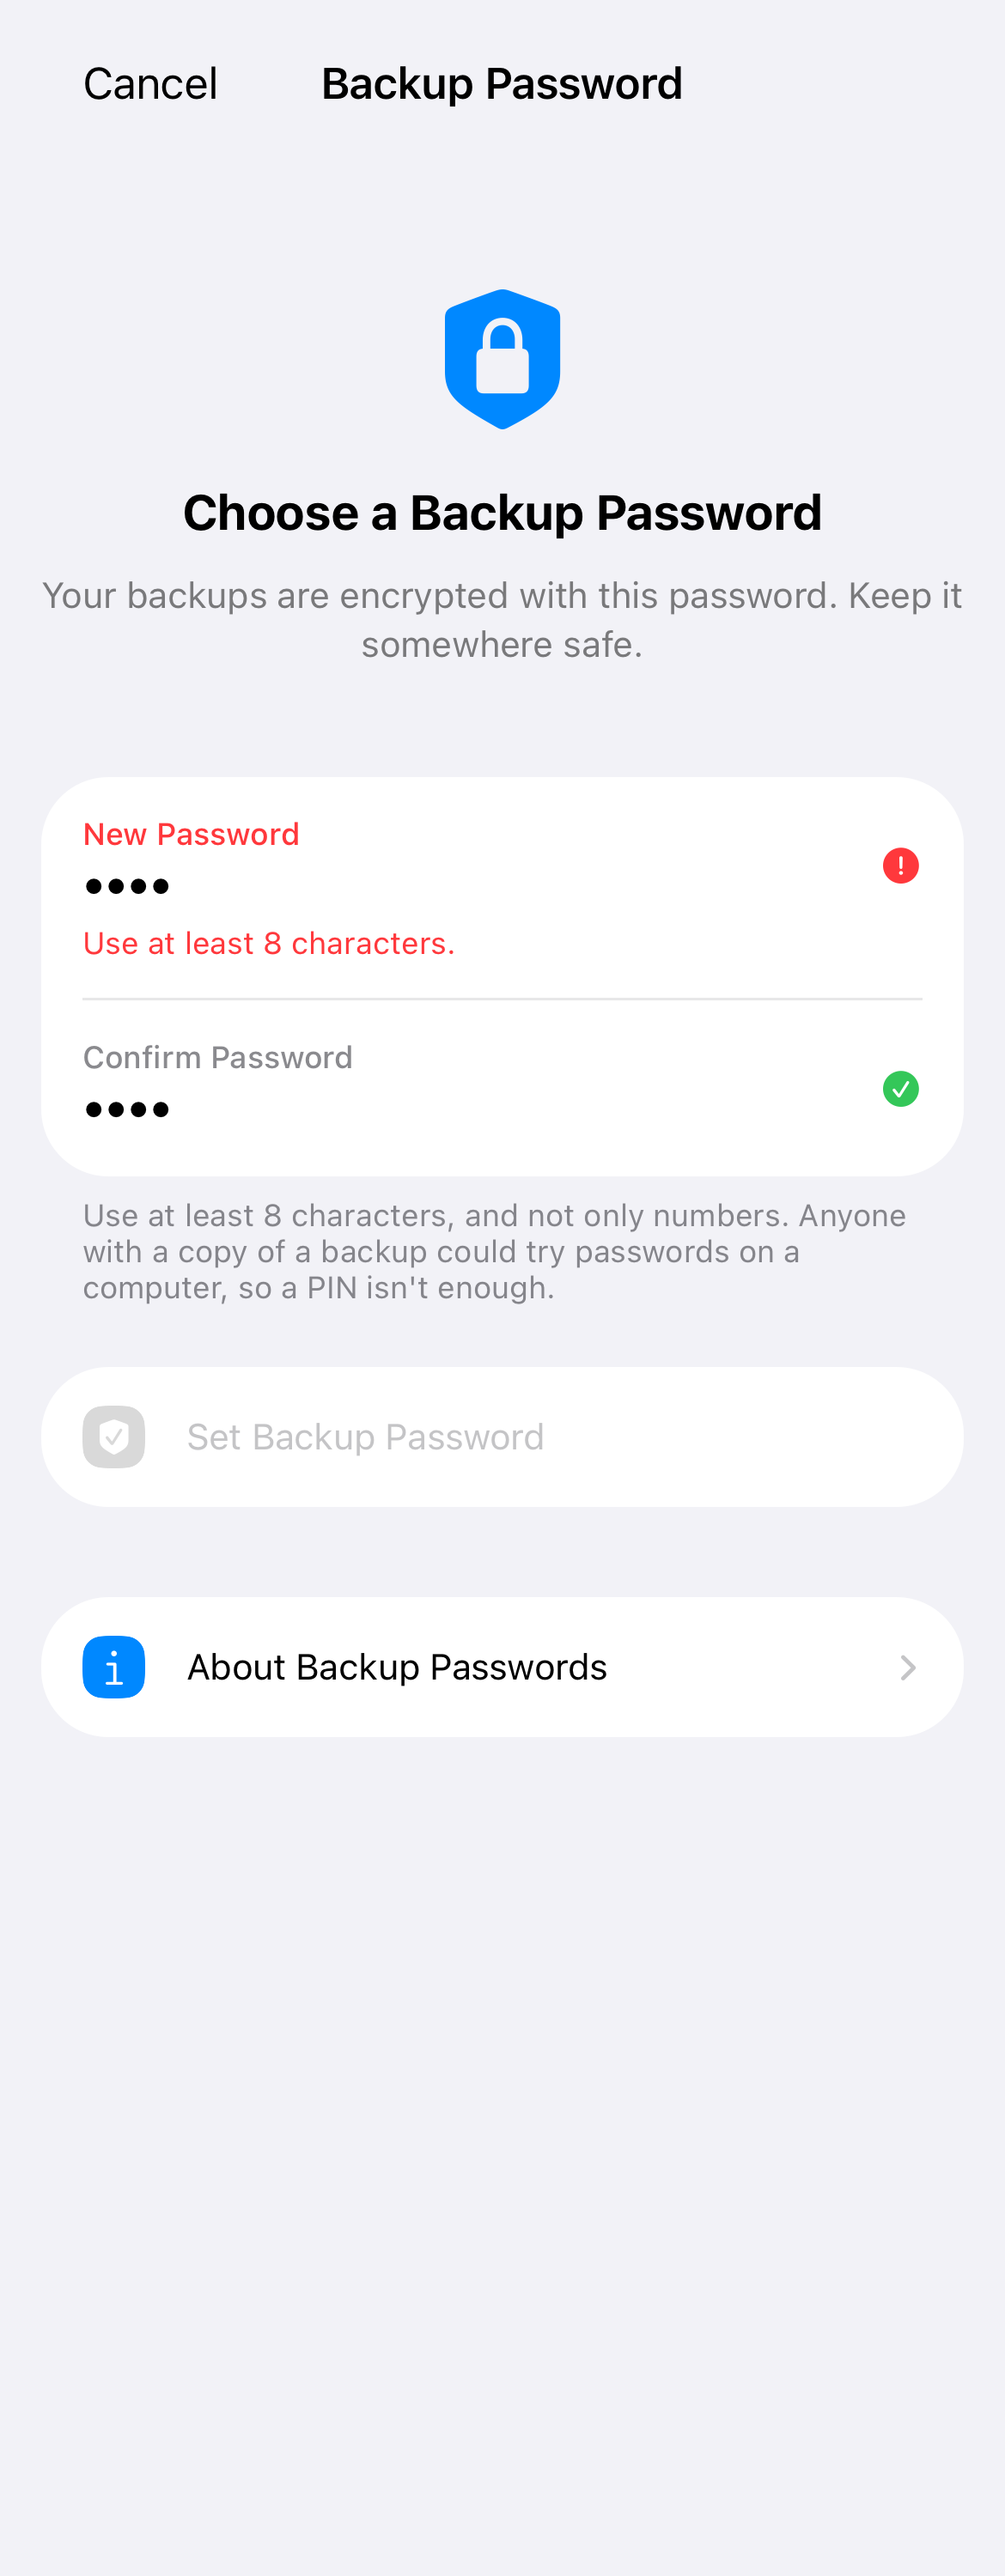 Cancel
Backup Password
Choose a Backup Password
Your backups are encrypted with this password. Keep it
somewhere safe.
New Password
••••
Use at least 8 characters.
Confirm Password
••••
Use at least 8 characters, and not only numbers. Anyone
with a copy of a backup could try passwords on a
computer, so a PIN isn't enough.
Set Backup Password
About Backup Passwords